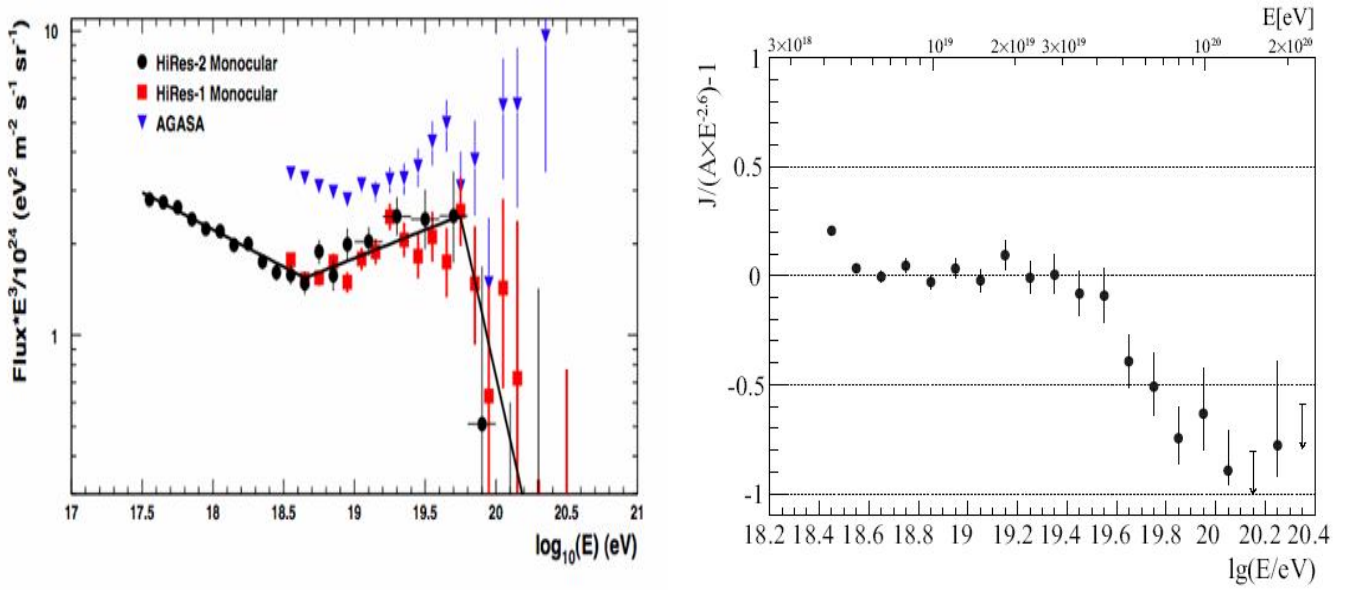 Flux*E³/10²⁴ (eV² m⁻² s⁻¹ sr⁻¹)
10
1
HiRes-2 Monocular
HiRes-1 Monocular
AGASA
17 17.5 18 18.5 19 19.5 20 20.5 21
log₁₀(E) (eV)
E[eV]
3×10¹⁸ 10¹⁹ 2×10¹⁹ 3×10¹⁹ 10²⁰ 2×10²⁰
J/(A×E⁻²·⁶)-1
1
0.5
0
-0.5
-1
18.2 18.4 18.6 18.8 19 19.2 19.4 19.6 19.8 20 20.2 20.4
lg(E/eV)